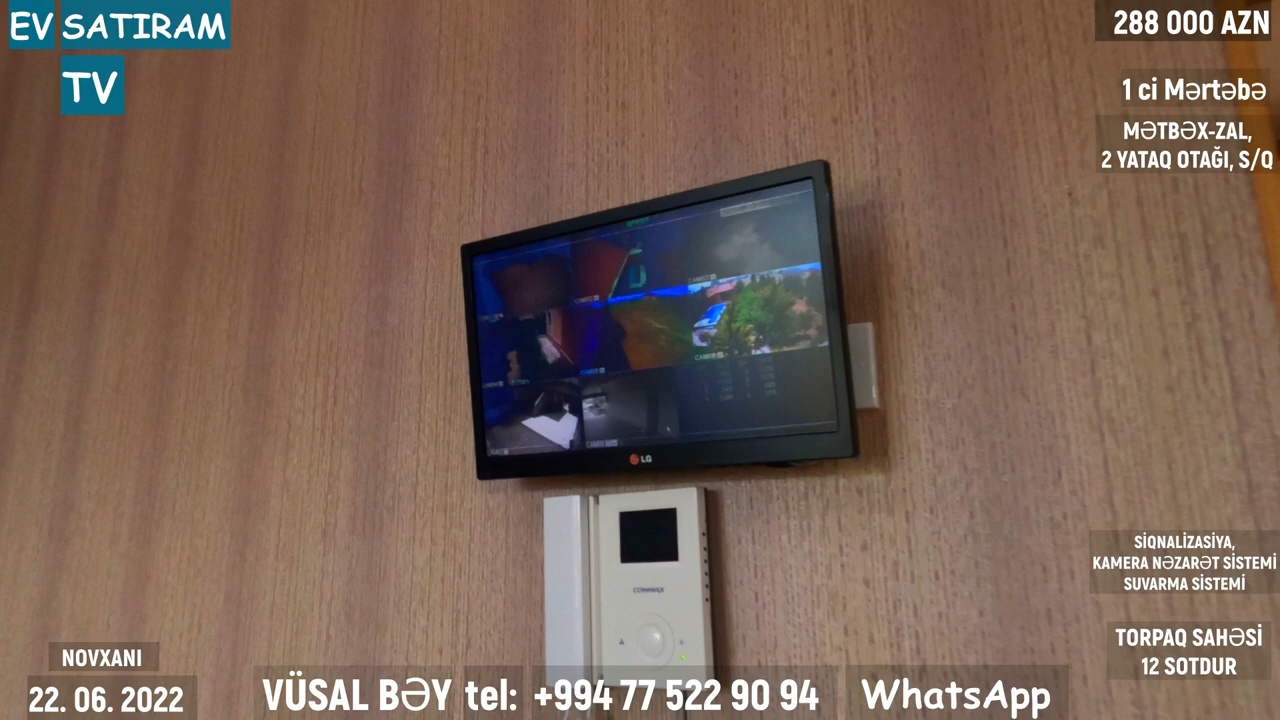 EV SATIRAM
TV
288 000 AZN
1 ci Mərtəbə
MƏTBƏX-ZAL,
2 YATAQ OTAĞI, S/Q
LG
COMMAX
SİQNALİZASİYA,
KAMERA NƏZARƏT SİSTEMİ
SUVARMA SİSTEMİ
TORPAQ SAHƏSİ
12 SOTDUR
NOVXANI
22. 06. 2022
VÜSAL BƏY tel: +994 77 522 90 94 WhatsApp